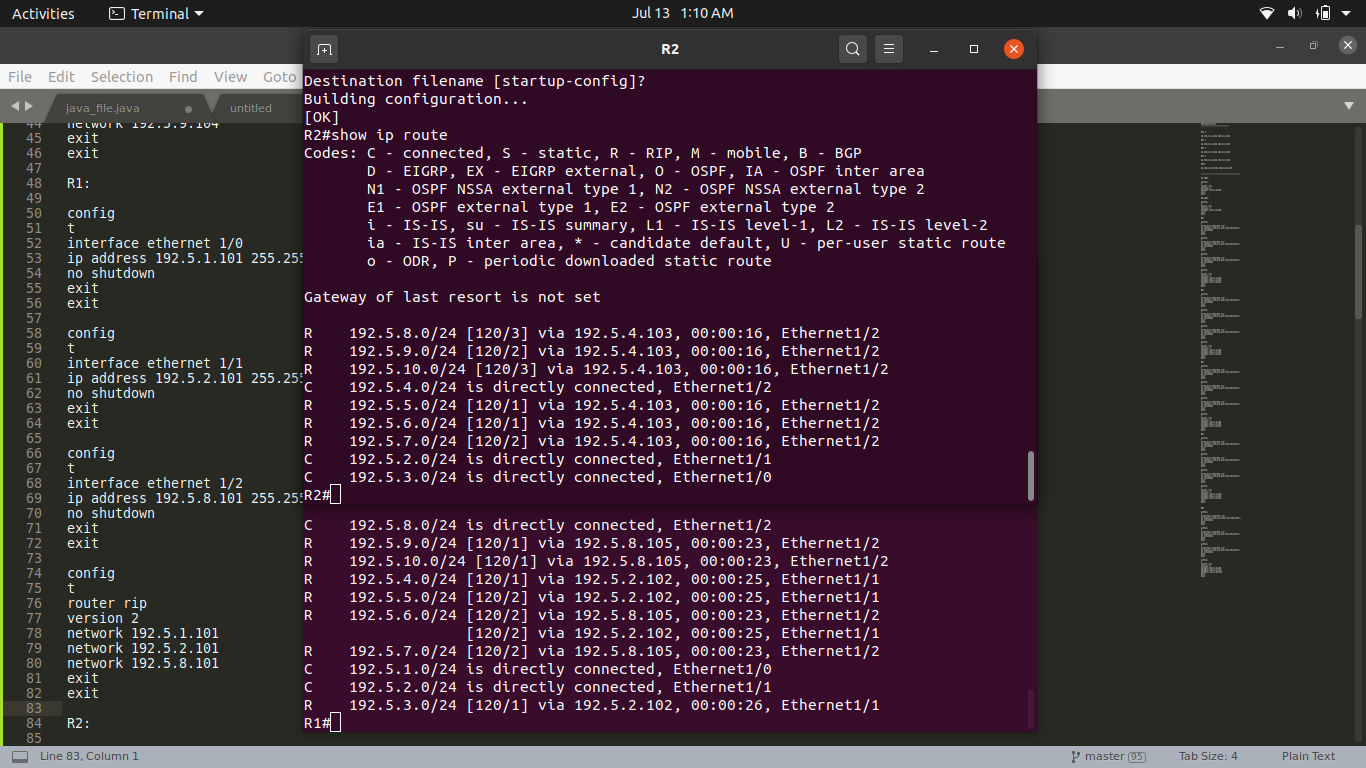 Activities Terminal Jul 13 1:10 AM
R2
File Edit Selection Find View Goto
java_file.java untitled
44 network 192.5.9.104
45 exit
46 exit
47
48 R1:
49
50 config
51 t
52 interface ethernet 1/0
53 ip address 192.5.1.101 255.255
54 no shutdown
55 exit
56 exit
57
58 config
59 t
60 interface ethernet 1/1
61 ip address 192.5.2.101 255.255
62 no shutdown
63 exit
64 exit
65
66 config
67 t
68 interface ethernet 1/2
69 ip address 192.5.8.101 255.255
70 no shutdown
71 exit
72 exit
73
74 config
75 t
76 router rip
77 version 2
78 network 192.5.1.101
79 network 192.5.2.101
80 network 192.5.8.101
81 exit
82 exit
83
84 R2:
85
Destination filename [startup-config]?
Building configuration...
[OK]
R2#show ip route
Codes: C - connected, S - static, R - RIP, M - mobile, B - BGP
D - EIGRP, EX - EIGRP external, O - OSPF, IA - OSPF inter area
N1 - OSPF NSSA external type 1, N2 - OSPF NSSA external type 2
E1 - OSPF external type 1, E2 - OSPF external type 2
i - IS-IS, su - IS-IS summary, L1 - IS-IS level-1, L2 - IS-IS level-2
ia - IS-IS inter area, * - candidate default, U - per-user static route
o - ODR, P - periodic downloaded static route
Gateway of last resort is not set
R 192.5.8.0/24 [120/3] via 192.5.4.103, 00:00:16, Ethernet1/2
R 192.5.9.0/24 [120/2] via 192.5.4.103, 00:00:16, Ethernet1/2
R 192.5.10.0/24 [120/3] via 192.5.4.103, 00:00:16, Ethernet1/2
C 192.5.4.0/24 is directly connected, Ethernet1/2
R 192.5.5.0/24 [120/1] via 192.5.4.103, 00:00:16, Ethernet1/2
R 192.5.6.0/24 [120/1] via 192.5.4.103, 00:00:16, Ethernet1/2
R 192.5.7.0/24 [120/2] via 192.5.4.103, 00:00:16, Ethernet1/2
C 192.5.2.0/24 is directly connected, Ethernet1/1
C 192.5.3.0/24 is directly connected, Ethernet1/0
R2#
C 192.5.8.0/24 is directly connected, Ethernet1/2
R 192.5.9.0/24 [120/1] via 192.5.8.105, 00:00:23, Ethernet1/2
R 192.5.10.0/24 [120/1] via 192.5.8.105, 00:00:23, Ethernet1/2
R 192.5.4.0/24 [120/1] via 192.5.2.102, 00:00:25, Ethernet1/1
R 192.5.5.0/24 [120/2] via 192.5.2.102, 00:00:25, Ethernet1/1
R 192.5.6.0/24 [120/2] via 192.5.8.105, 00:00:23, Ethernet1/2
[120/2] via 192.5.2.102, 00:00:25, Ethernet1/1
R 192.5.7.0/24 [120/2] via 192.5.8.105, 00:00:23, Ethernet1/2
C 192.5.1.0/24 is directly connected, Ethernet1/0
C 192.5.2.0/24 is directly connected, Ethernet1/1
R 192.5.3.0/24 [120/1] via 192.5.2.102, 00:00:26, Ethernet1/1
R1#
Line 83, Column 1 master 95 Tab Size: 4 Plain Text